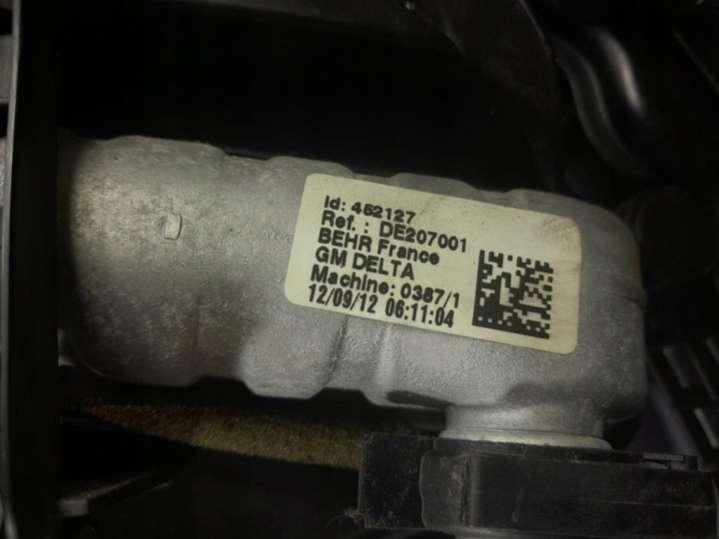 Id: 452127
Ref. : DE207001
BEHR France
GM DELTA
Machine: 0387/1
12/09/12 06:11:04